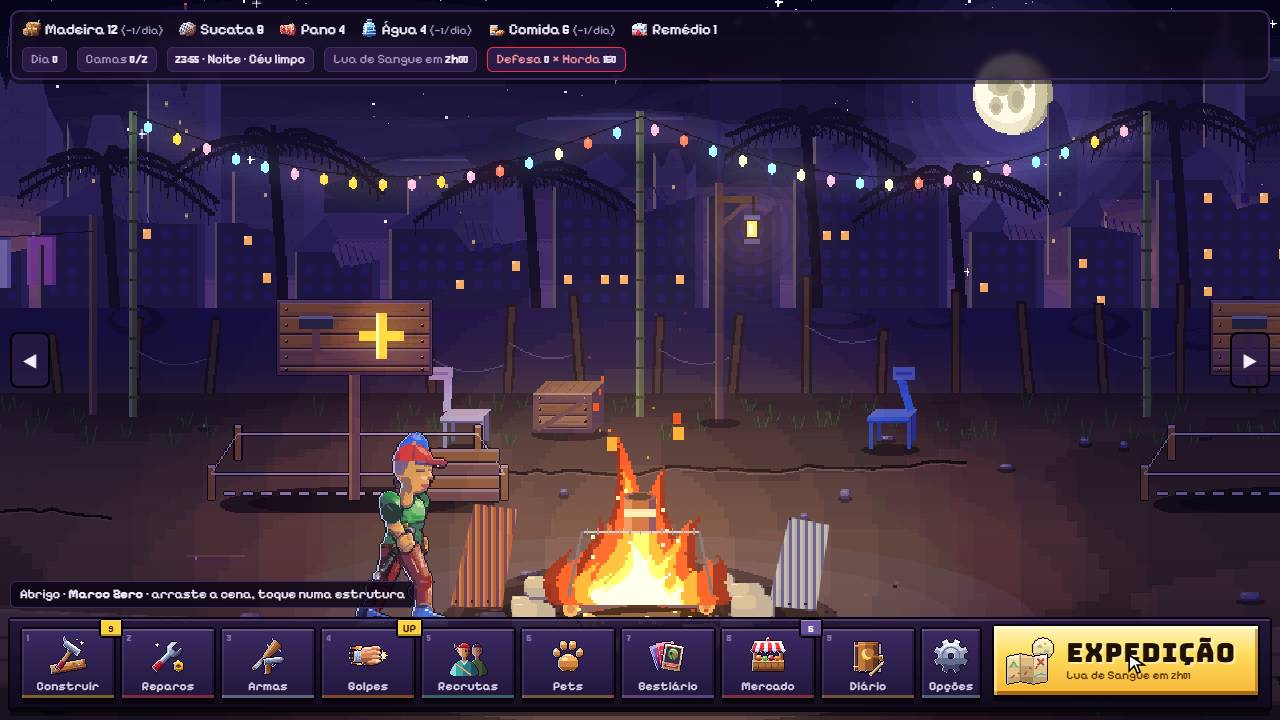 Madeira 12 (-1/dia) Sucata 8 Pano 4 Água 4 (-1/dia) Comida 6 (-1/dia) Remédio 1
Dia 0 Camas 0/2 23:55 · Noite · Céu limpo Lua de Sangue em 2h00 Defesa 0 × Horda 160
Abrigo · Marco Zero · arraste a cena, toque numa estrutura
9 UP 6
1 2 3 4 5 6 7 8 9
Construir Reparos Armas Golpes Recrutas Pets Bestiário Mercado Diário Opções
EXPEDIÇÃO
Lua de Sangue em 2h01